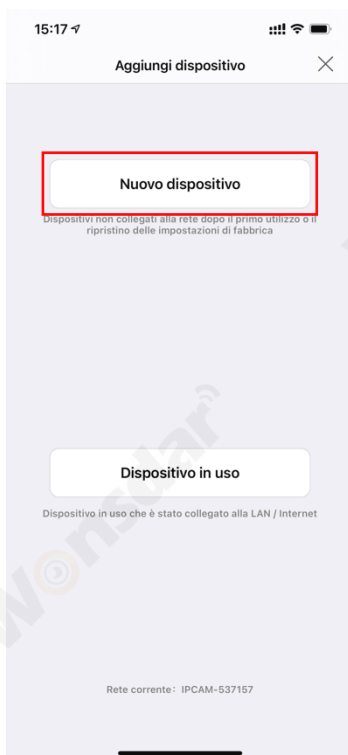 15:17
Aggiungi dispositivo
Nuovo dispositivo
Dispositivi non collegati alla rete dopo il primo utilizzo o il
ripristino delle impostazioni di fabbrica
Dispositivo in uso
Dispositivo in uso che è stato collegato alla LAN / Internet
Wonsdar
Rete corrente: IPCAM-537157